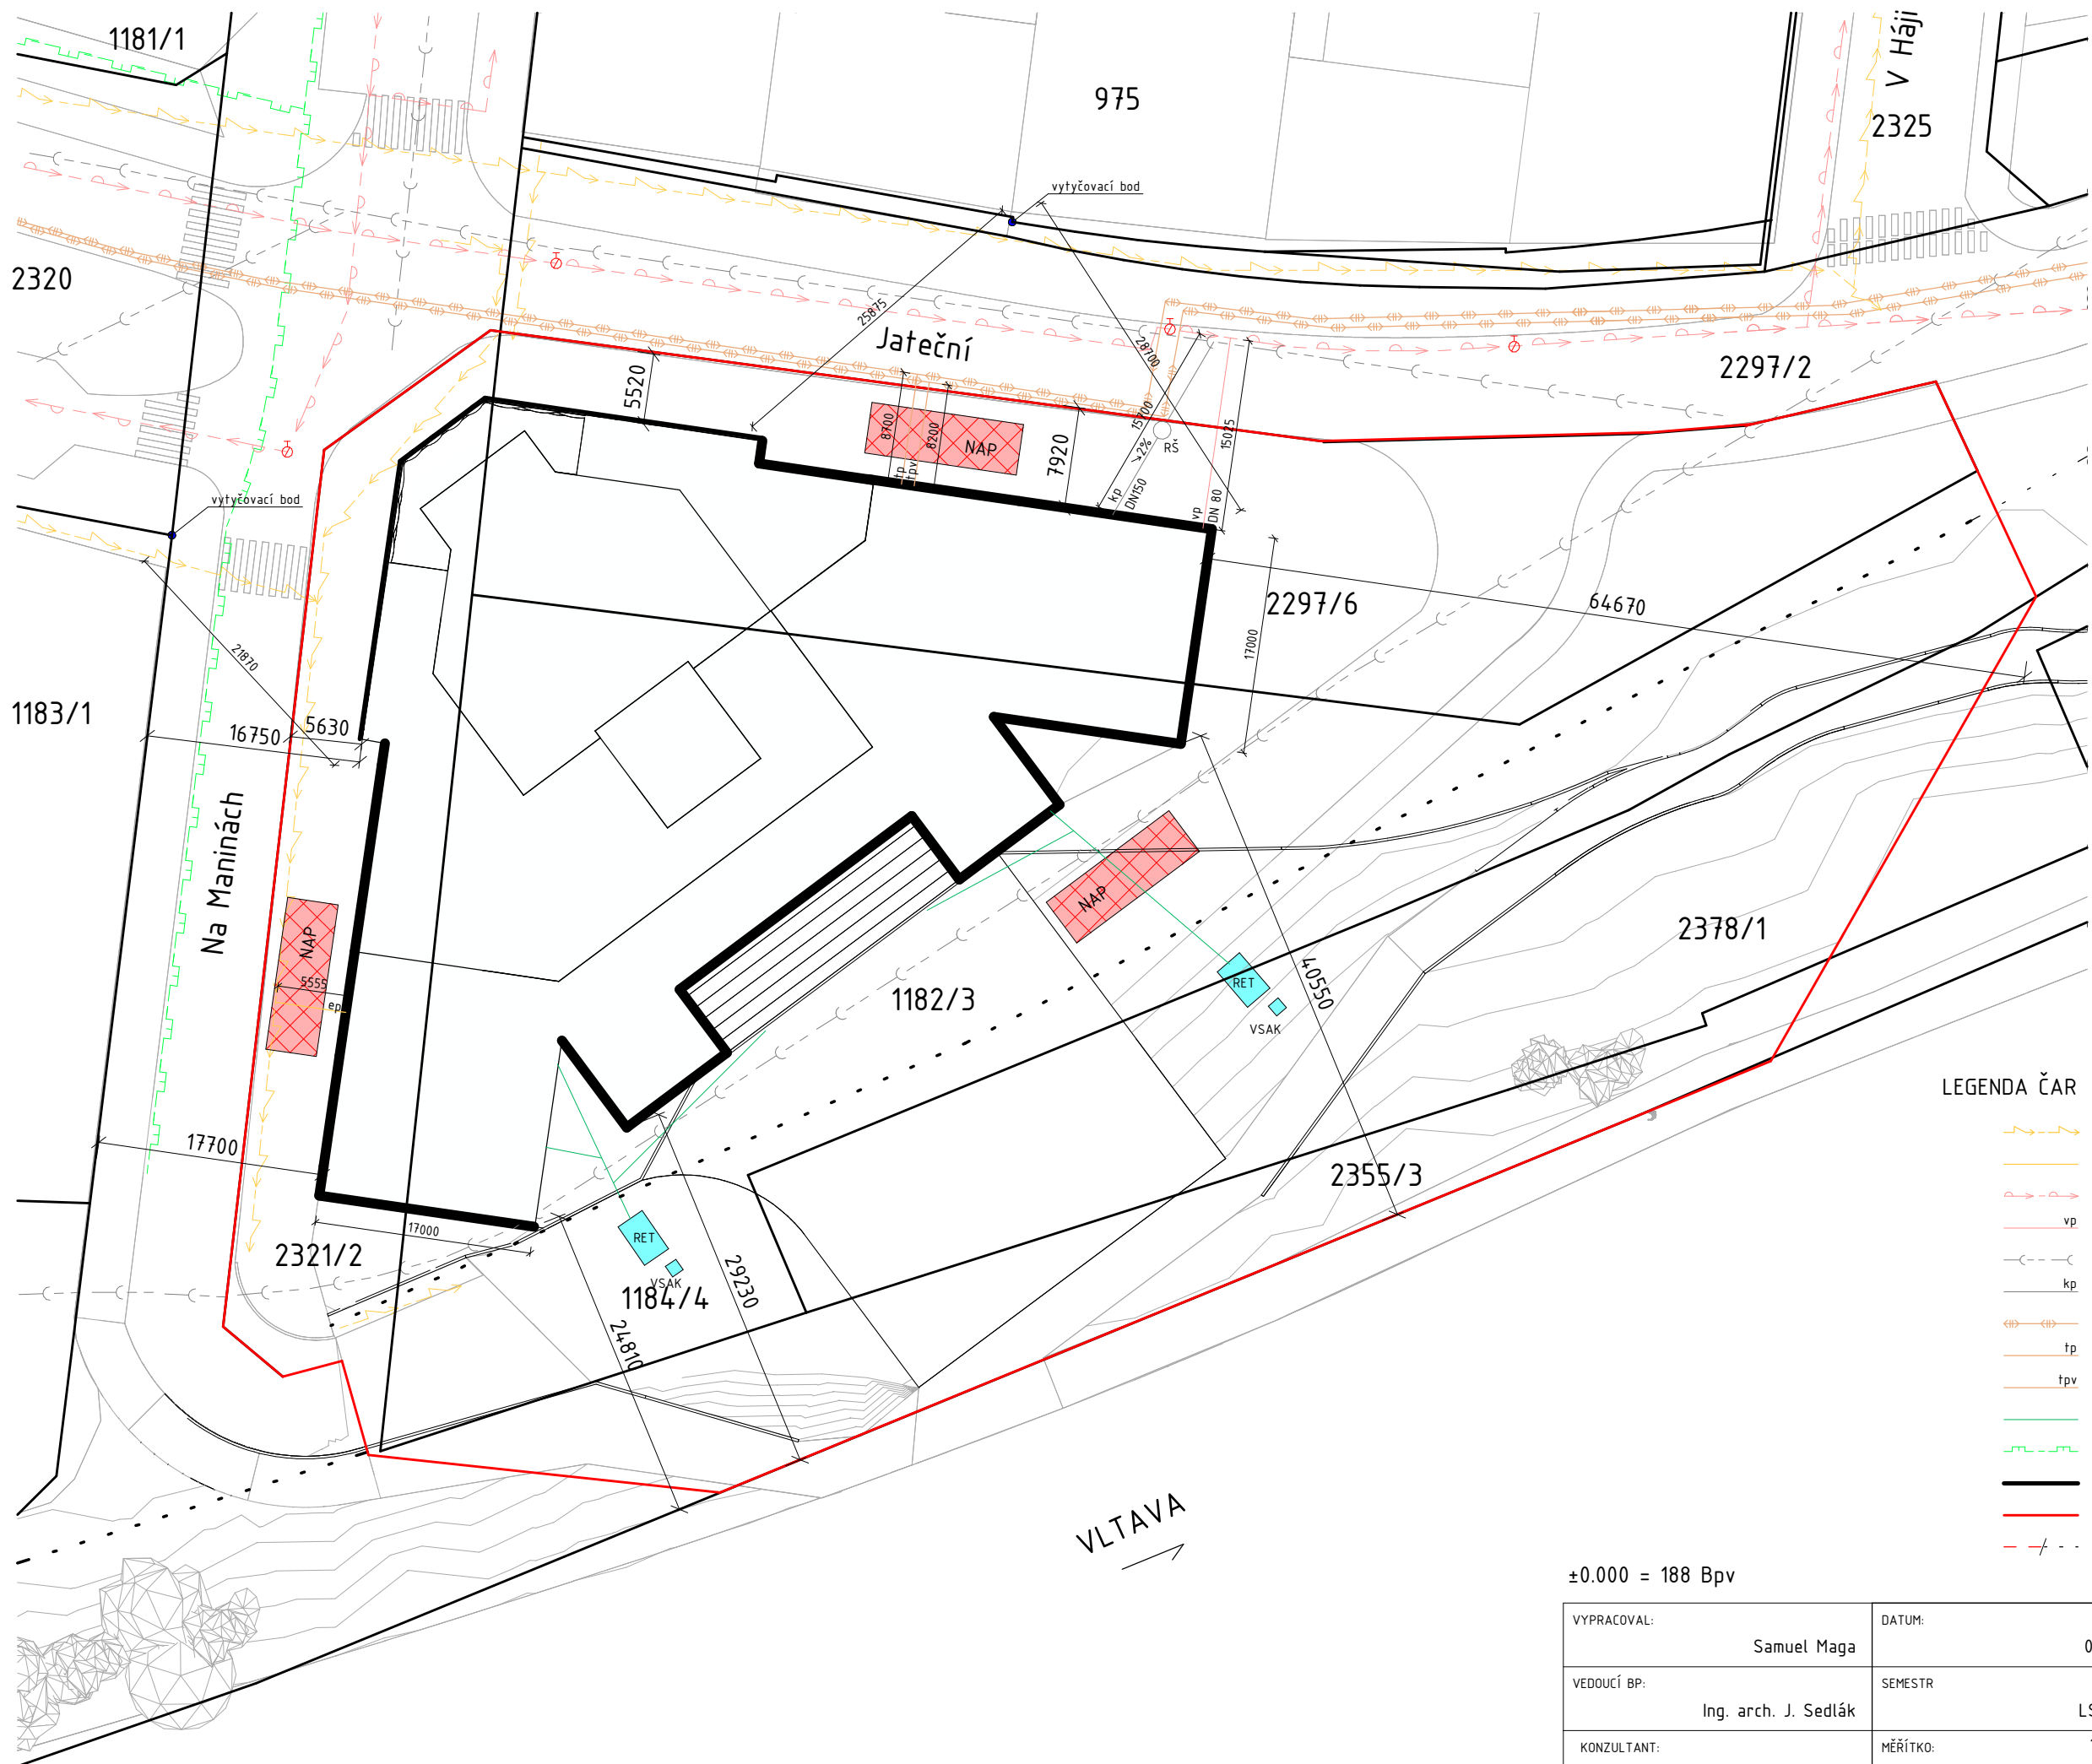 1181/1
975
V Háji
2325
vytyčovací bod
2320
25875
Jateční
28700
2297/2
5520
8700
8200
NAP
7920
15700
15025
RŠ
→2%
tp
tpv
kp
DN150
vp
DN 80
vytyčovací bod
2297/6
64670
17000
21870
1183/1
16750
5630
Na Maninách
NAP
NAP
5555
ep
2378/1
1182/3
RET
40550
VSAK
LEGENDA ČAR
17700
2355/3
vp
17000
RET
2321/2
VSAK
1184/4
29230
24810
kp
tp
tpv
VLTAVA
±0.000 = 188 Bpv
VYPRACOVAL:
DATUM:
Samuel Maga
VEDOUCÍ BP:
SEMESTR
Ing. arch. J. Sedlák
KONZULTANT:
MĚŘÍTKO: